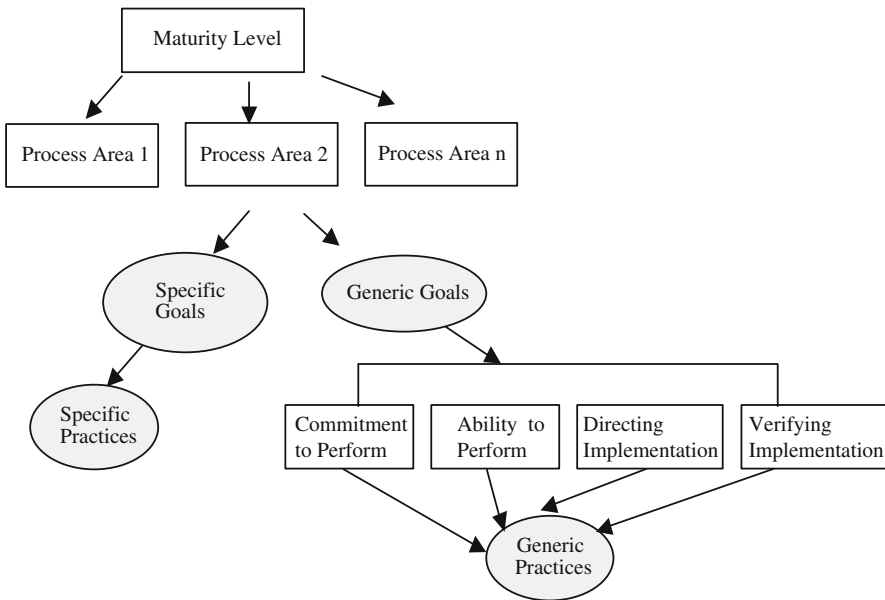 Maturity Level
Process Area 1
Process Area 2
Process Area n
Specific
Goals
Generic Goals
Specific
Practices
Commitment
to Perform
Ability to
Perform
Directing
Implementation
Verifying
Implementation
Generic
Practices